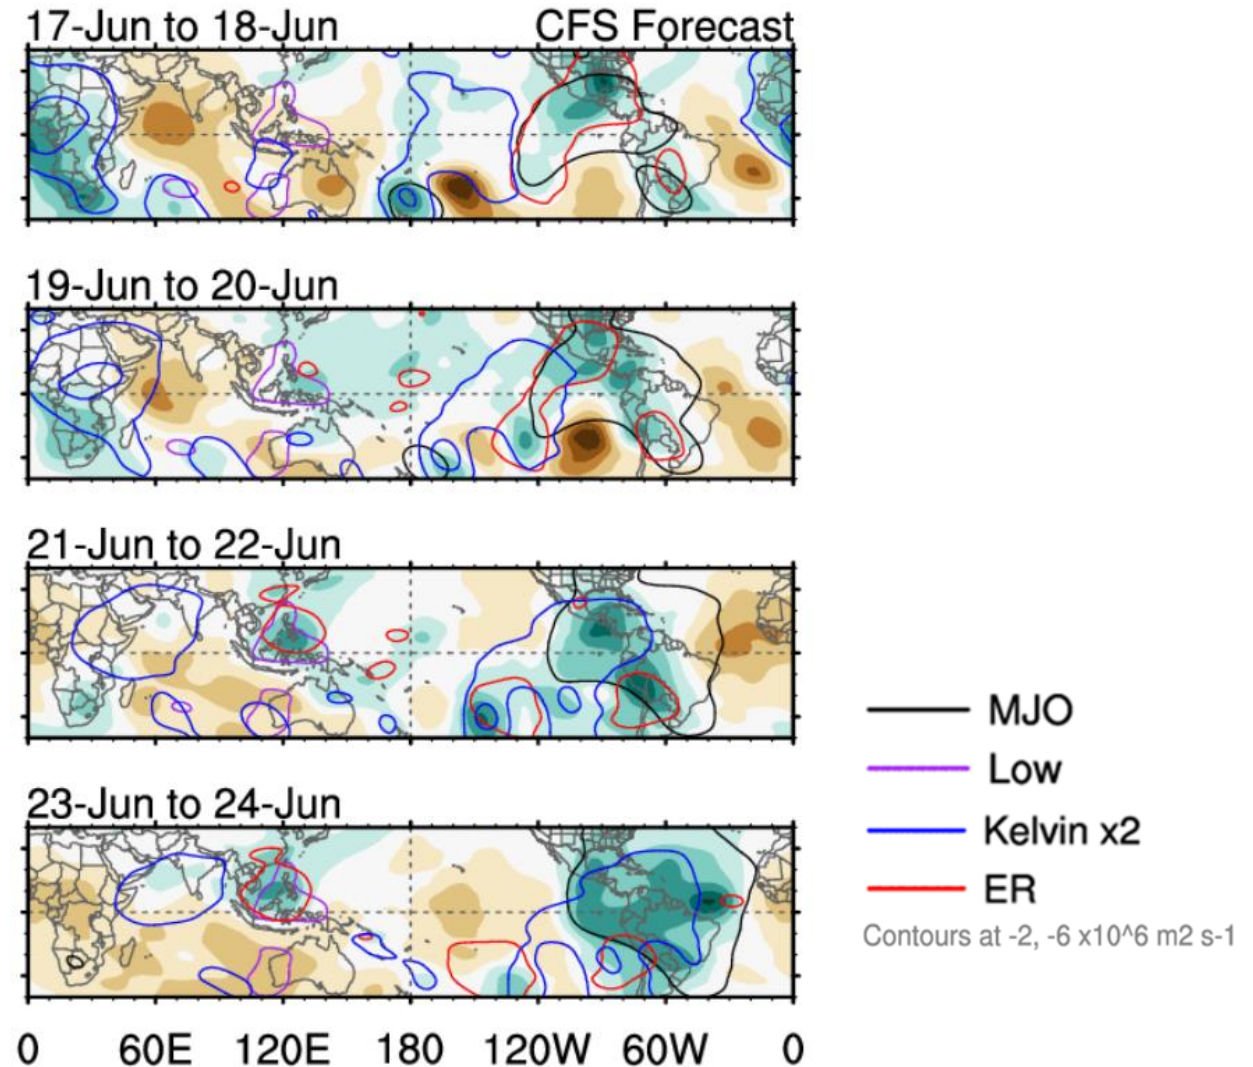 17-Jun to 18-Jun CFS Forecast
19-Jun to 20-Jun
21-Jun to 22-Jun
23-Jun to 24-Jun
0 60E 120E 180 120W 60W 0
MJO
Low
Kelvin x2
ER
Contours at -2, -6 x10^6 m2 s-1